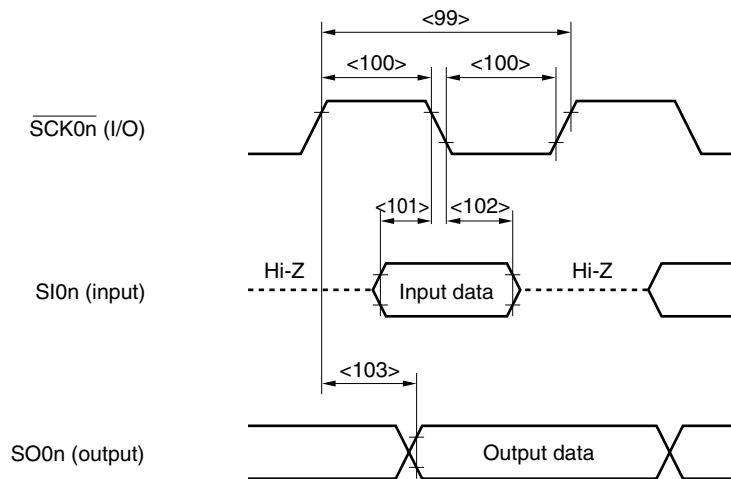 <99>
<100> <100>
SCK0n (I/O)
<101> <102>
Hi-Z Hi-Z
SI0n (input) Input data
<103>
SO0n (output) Output data